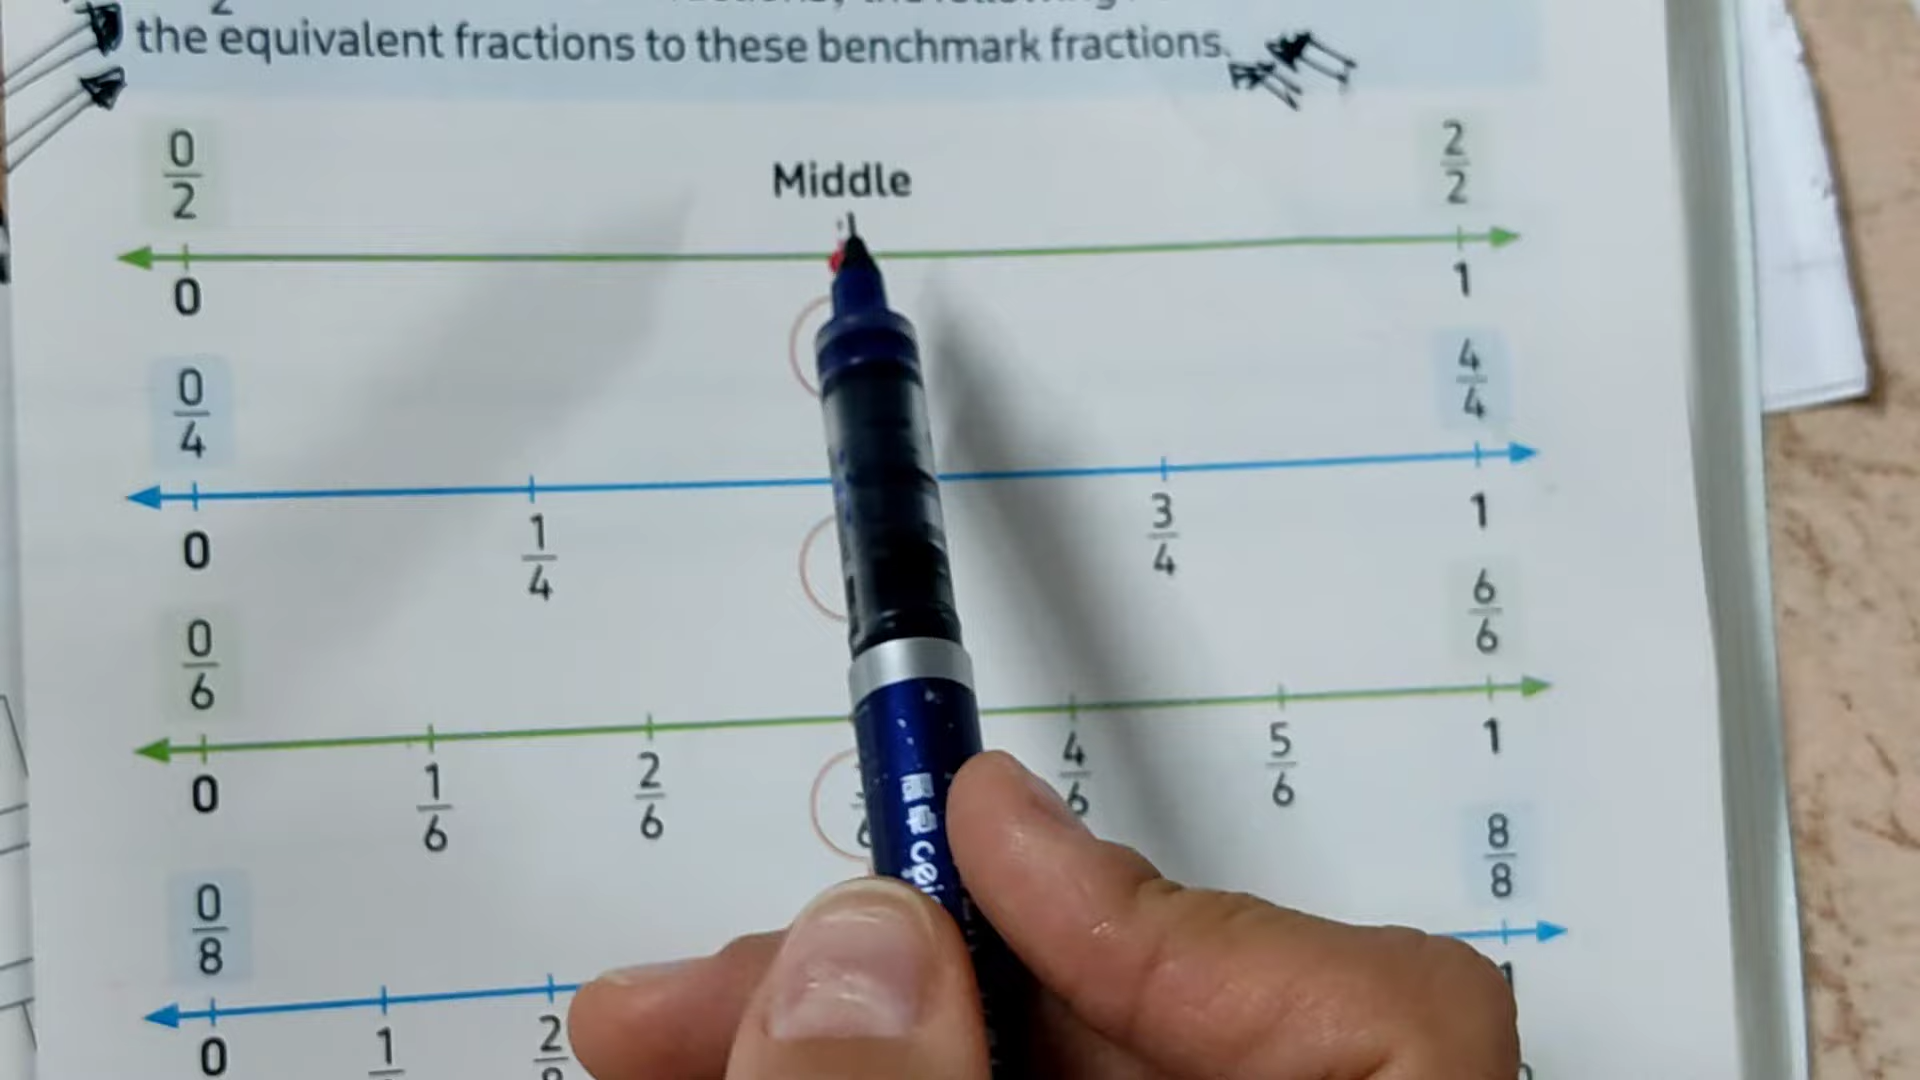 the equivalent fractions to these benchmark fractions.
0/2 2/2
Middle
0 1
0/4 4/4
0 1/4 3/4 1
0/6 6/6
0 1/6 2/6 4/6 5/6 1
0/8 8/8
0